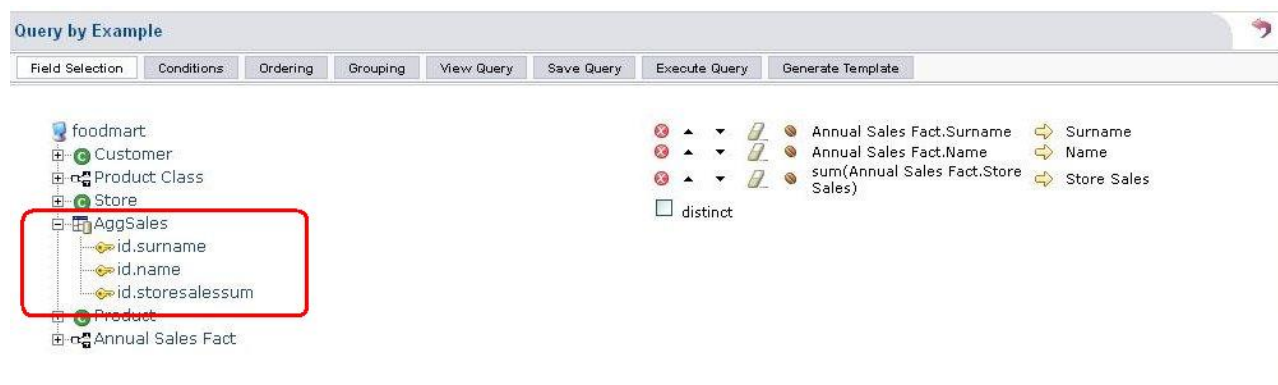 Query by Example
Field Selection Conditions Ordering Grouping View Query Save Query Execute Query Generate Template
foodmart
Customer
Product Class
Store
AggSales
id.surname
id.name
id.storesalessum
Product
Annual Sales Fact
Annual Sales Fact.Surname Surname
Annual Sales Fact.Name Name
sum(Annual Sales Fact.Store
Sales) Store Sales
distinct